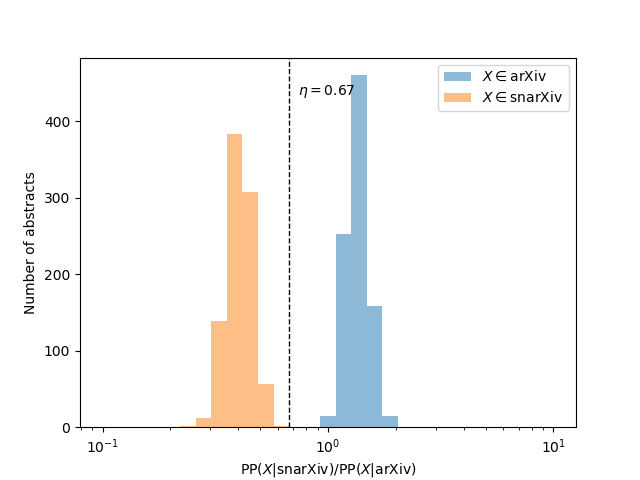 X ∈ arXiv
X ∈ snarXiv
η = 0.67
Number of abstracts
400
300
200
100
0
10⁻¹
10⁰
10¹
PP(X|snarXiv)/PP(X|arXiv)